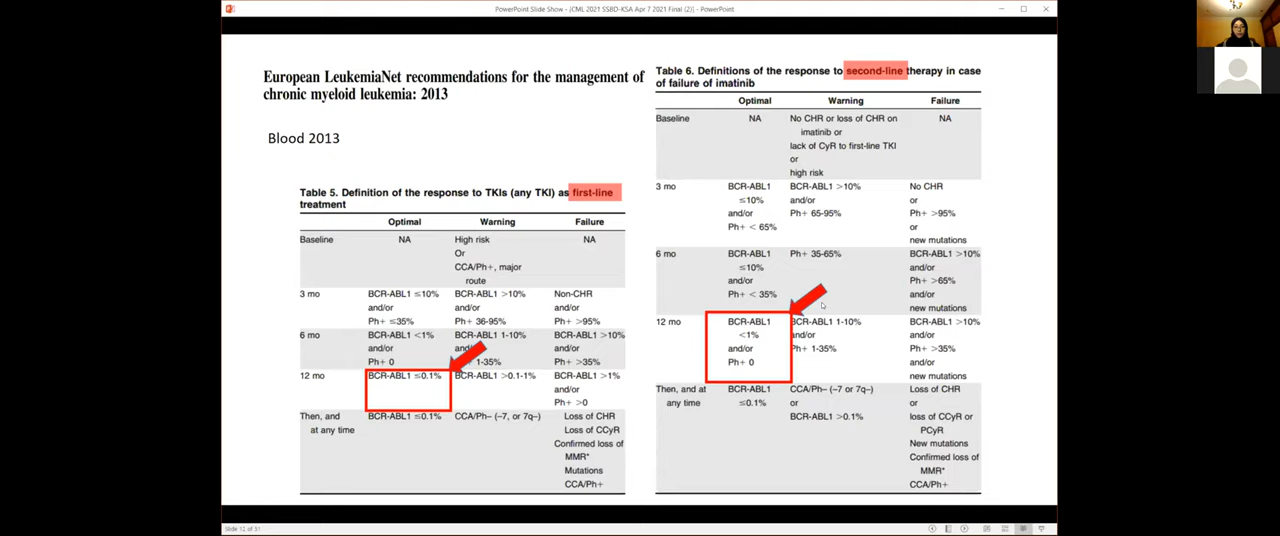 PowerPoint Slide Show - [CML 2021 SSBD-KSA Apr 7 2021 Final (2)] - PowerPoint
European LeukemiaNet recommendations for the management of
chronic myeloid leukemia: 2013
Blood 2013
Table 5. Definition of the response to TKIs (any TKI) as first-line
treatment
Optimal Warning Failure
Baseline NA High risk NA
Or
CCA/Ph+, major
route
3 mo BCR-ABL1 ≤10% BCR-ABL1 >10% Non-CHR
and/or and/or and/or
Ph+ ≤35% Ph+ 36-95% Ph+ >95%
6 mo BCR-ABL1 <1% BCR-ABL1 1-10% BCR-ABL1 >10%
and/or and/or
Ph+ 0 1-35% Ph+ >35%
12 mo BCR-ABL1 ≤0.1% BCR-ABL1 >0.1-1% BCR-ABL1 >1%
and/or
Ph+ >0
Then, and BCR-ABL1 ≤0.1% CCA/Ph– (–7, or 7q–) Loss of CHR
at any time Loss of CCyR
Confirmed loss of
MMR*
Mutations
CCA/Ph+
Table 6. Definitions of the response to second-line therapy in case
of failure of imatinib
Optimal Warning Failure
Baseline NA No CHR or loss of CHR on NA
imatinib or
lack of CyR to first-line TKI
or
high risk
3 mo BCR-ABL1 BCR-ABL1 >10% No CHR
≤10% and/or or
and/or Ph+ 65-95% Ph+ >95%
Ph+ < 65% or
new mutations
6 mo BCR-ABL1 Ph+ 35-65% BCR-ABL1 >10%
≤10% and/or
and/or Ph+ >65%
Ph+ < 35% and/or
new mutations
12 mo BCR-ABL1 BCR-ABL1 1-10% BCR-ABL1 >10%
<1% and/or and/or
and/or Ph+ 1-35% Ph+ >35%
Ph+ 0 and/or
new mutations
Then, and at BCR-ABL1 CCA/Ph– (–7 or 7q–) Loss of CHR
any time ≤0.1% or or
BCR-ABL1 >0.1% loss of CCyR or
PCyR
New mutations
Confirmed loss of
MMR*
CCA/Ph+
Slide 12 of 51